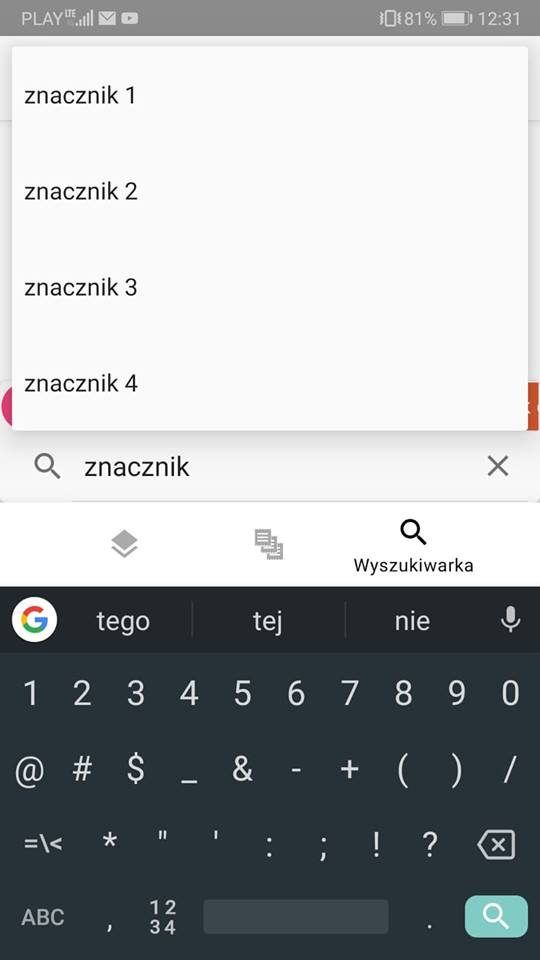 PLAY LTE 81% 12:31
znacznik 1
znacznik 2
znacznik 3
znacznik 4
znacznik
Wyszukiwarka
tego tej nie
1 2 3 4 5 6 7 8 9 0
@ # $ _ & - + ( ) /
=\< * " ' : ; ! ?
ABC , 12 34 .